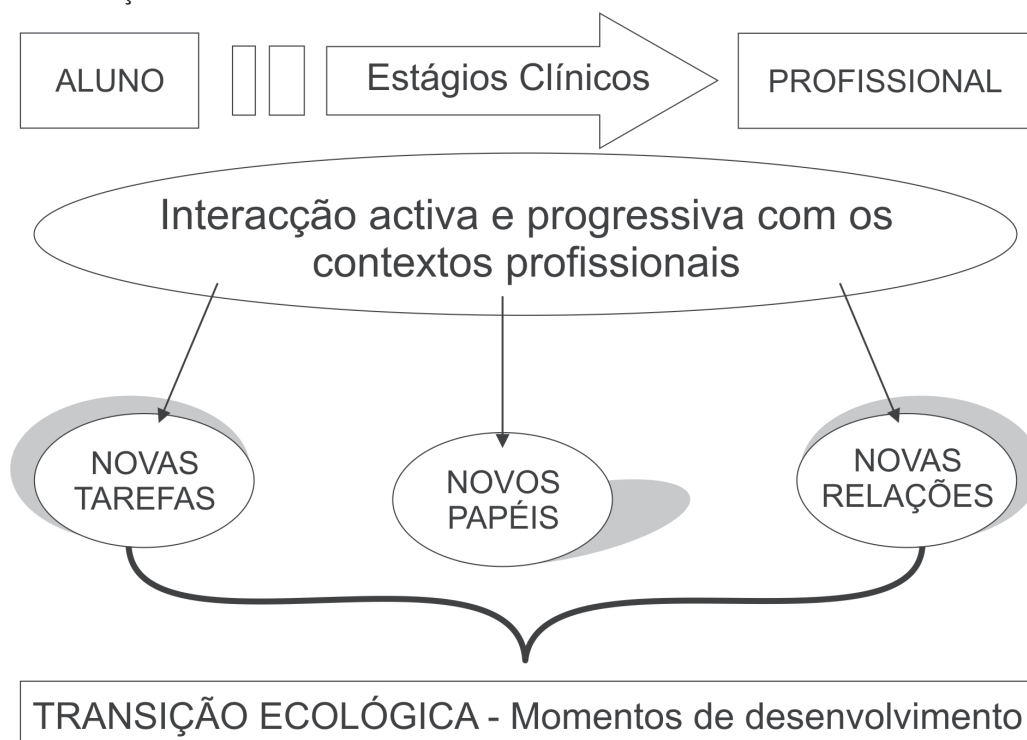 ALUNO
Estágios Clínicos
PROFISSIONAL
Interacção activa e progressiva com os
contextos profissionais
NOVAS
TAREFAS
NOVOS
PAPÉIS
NOVAS
RELAÇÕES
TRANSIÇÃO ECOLÓGICA - Momentos de desenvolvimento